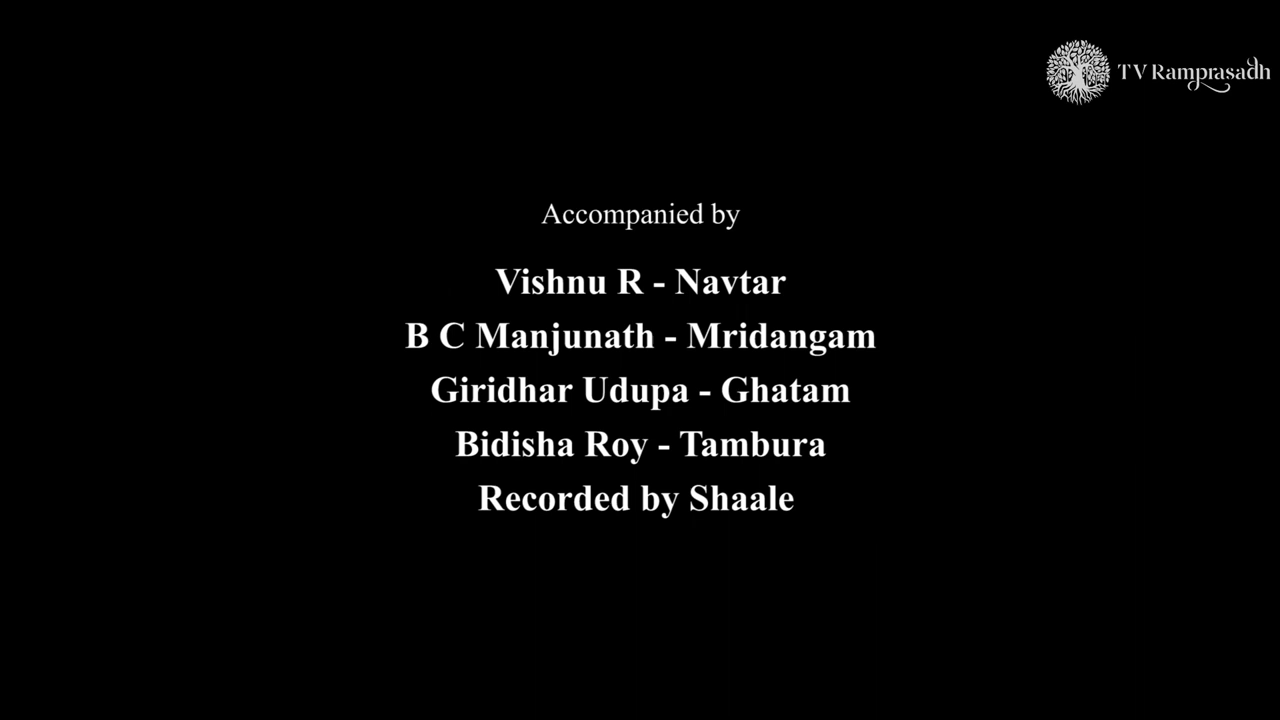 TV Ramprasadh
Accompanied by
Vishnu R - Navtar
B C Manjunath - Mridangam
Giridhar Udupa - Ghatam
Bidisha Roy - Tambura
Recorded by Shaale